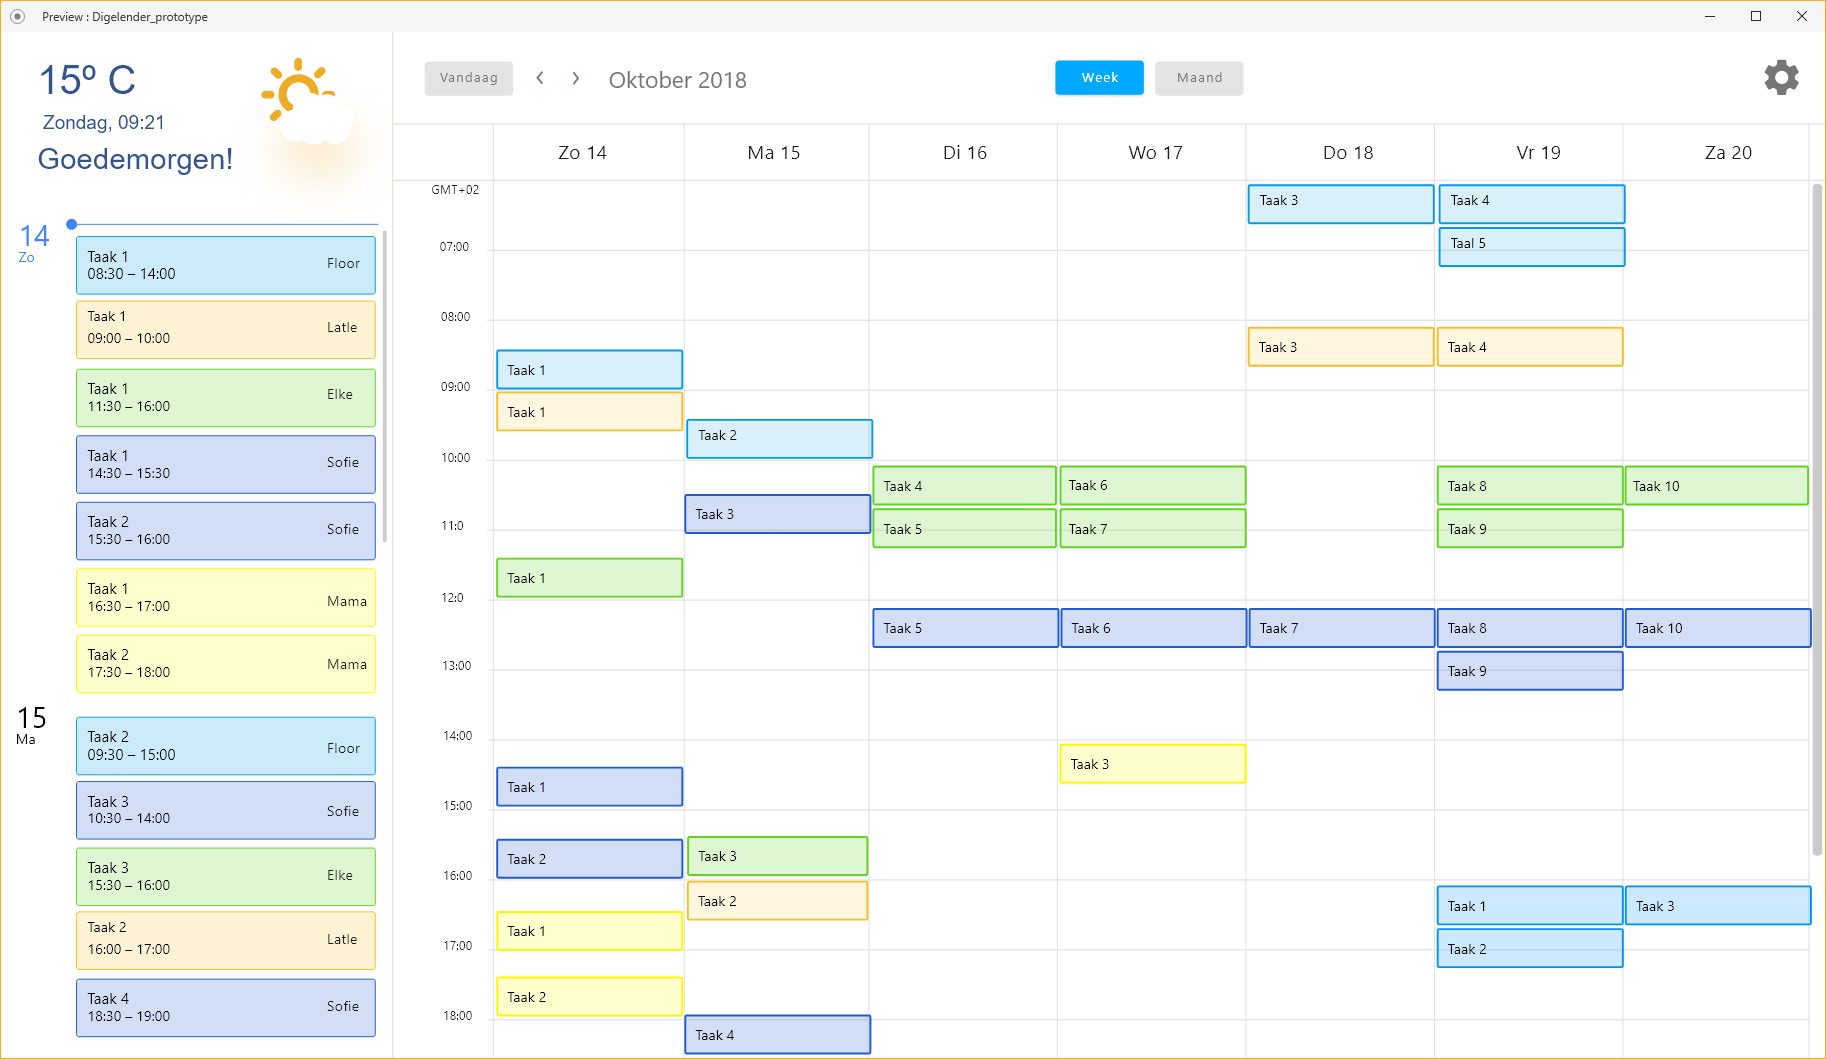 Preview : Digelender_prototype
15º C
Zondag, 09:21
Goedemorgen!
14
Zo
Taak 1
08:30 – 14:00
Floor
Taak 1
09:00 – 10:00
Latle
Taak 1
11:30 – 16:00
Elke
Taak 1
14:30 – 15:30
Sofie
Taak 2
15:30 – 16:00
Sofie
Taak 1
16:30 – 17:00
Mama
Taak 2
17:30 – 18:00
Mama
15
Ma
Taak 2
09:30 – 15:00
Floor
Taak 3
10:30 – 14:00
Sofie
Taak 3
15:30 – 16:00
Elke
Taak 2
16:00 – 17:00
Latle
Taak 4
18:30 – 19:00
Sofie
Vandaag
Oktober 2018
Week
Maand
Zo 14
Ma 15
Di 16
Wo 17
Do 18
Vr 19
Za 20
GMT+02
Taak 3
Taak 4
07:00
Taal 5
08:00
Taak 3
Taak 4
Taak 1
09:00
Taak 1
Taak 2
10:00
Taak 4
Taak 6
Taak 8
Taak 10
Taak 3
11:0
Taak 5
Taak 7
Taak 9
Taak 1
12:0
Taak 5
Taak 6
Taak 7
Taak 8
Taak 10
13:00
Taak 9
14:00
Taak 3
Taak 1
15:00
Taak 2
Taak 3
16:00
Taak 2
Taak 1
Taak 3
Taak 1
17:00
Taak 2
Taak 2
18:00
Taak 4